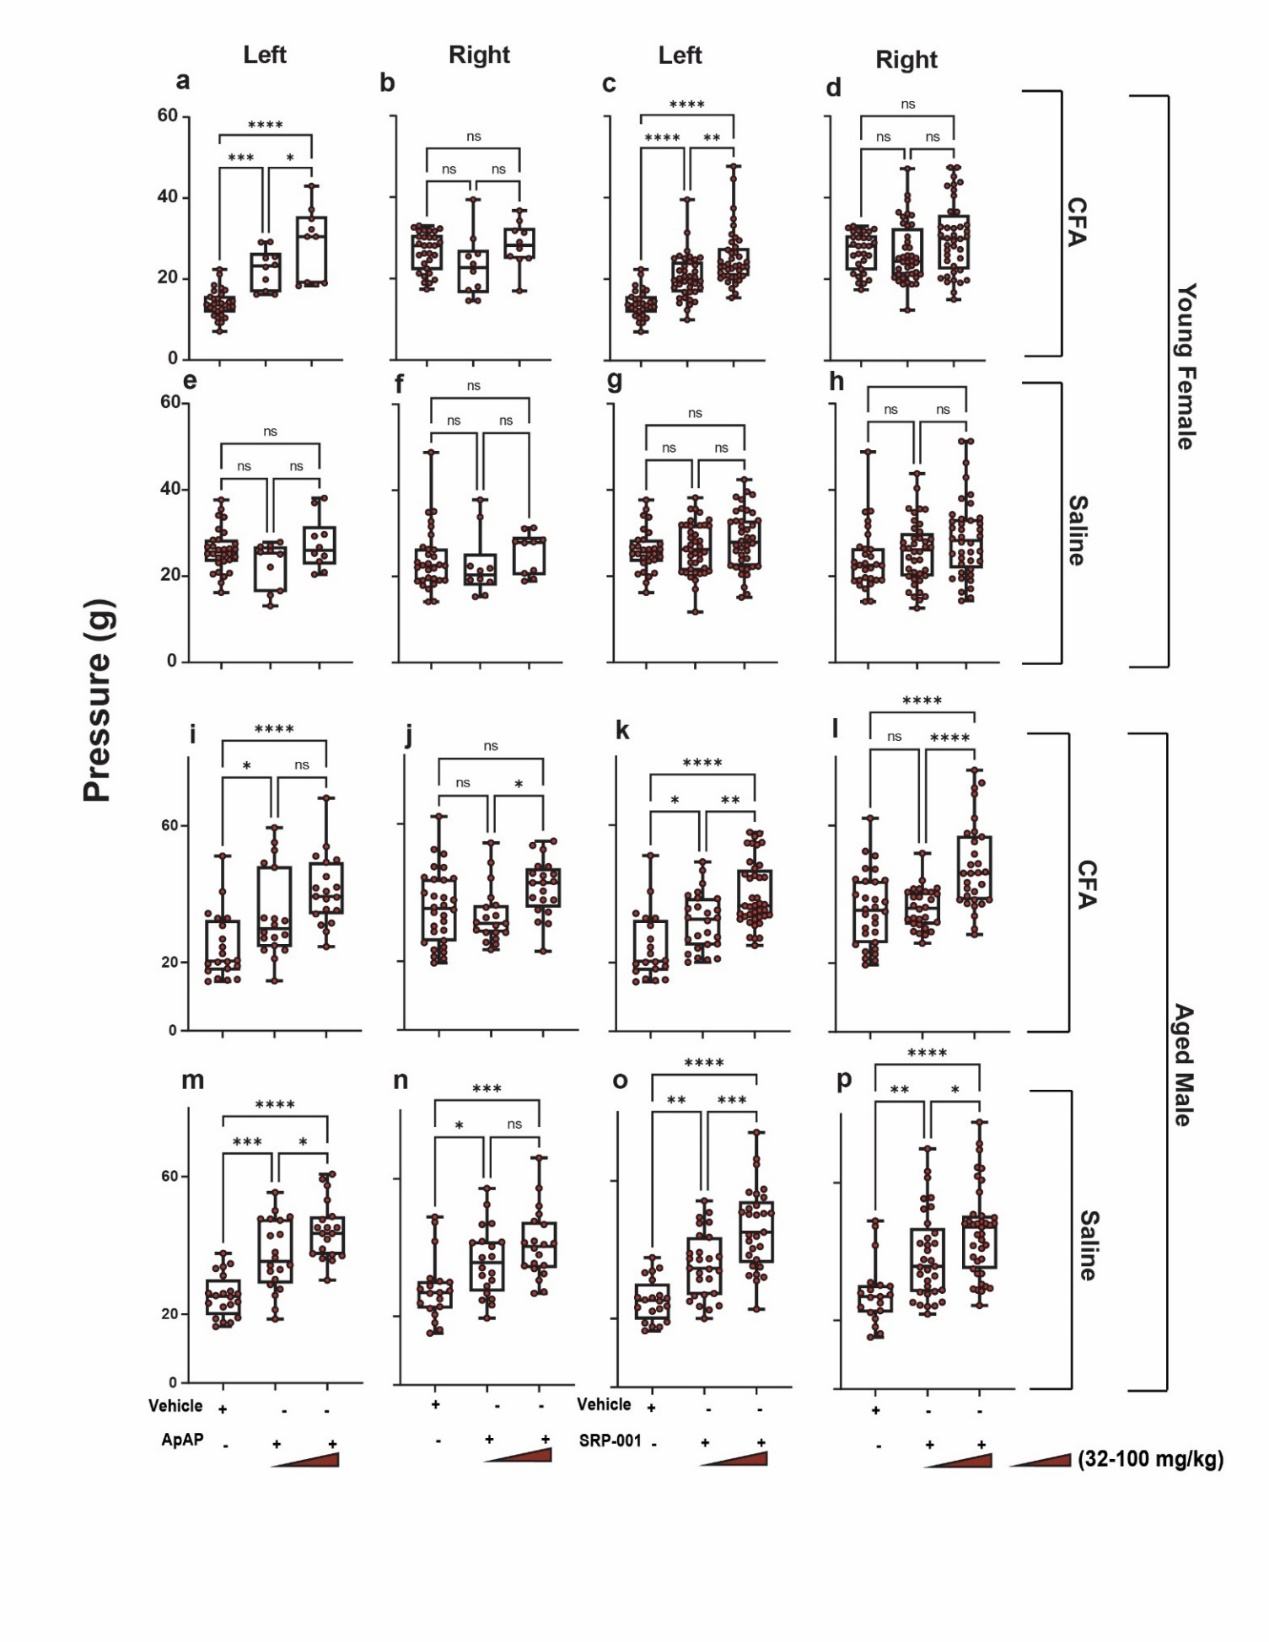 Left Right Left Right
a b c d
60 40 20 0
**** *** *
ns ns ns
**** **** **
ns ns ns
CFA
e f g h
60 40 20 0
ns ns ns
ns ns ns
ns ns ns
ns ns
Saline
Young Female
Pressure (g)
i j k l
60 20 0
**** * ns
ns ns *
**** * **
**** ns ****
CFA
m n o p
60 20 0
**** *** *
*** * ns
**** ** ***
**** ** *
Saline
Aged Male
Vehicle + - - + - - Vehicle + - - + - -
ApAP - + + - + + SRP-001 - + + - + +
(32-100 mg/kg)